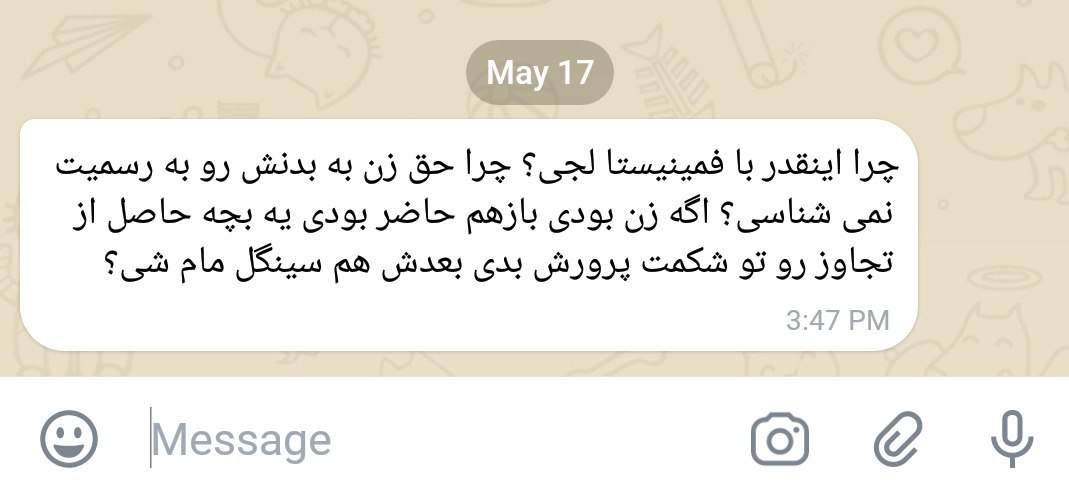 May 17
چرا اینقدر با فمینیستا لجی؟ چرا حق زن به بدنش رو به رسمیت
نمی شناسی؟ اگه زن بودی بازهم حاضر بودی یه بچه حاصل از
تجاوز رو تو شکمت پرورش بدی بعدش هم سینگل مام شی؟
3:47 PM
Message